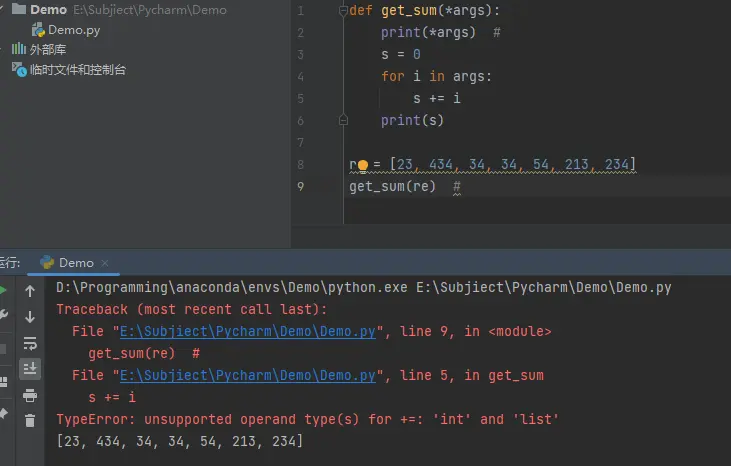 Demo E:\Subjiect\Pycharm\Demo
Demo.py
外部库
临时文件和控制台
1 def get_sum(*args):
2     print(*args)  #
3     s = 0
4     for i in args:
5         s += i
6     print(s)
7
8 r = [23, 434, 34, 34, 54, 213, 234]
9 get_sum(re)  #
运行: Demo ×
D:\Programming\anaconda\envs\Demo\python.exe E:\Subjiect\Pycharm\Demo\Demo.py
Traceback (most recent call last):
  File "E:\Subjiect\Pycharm\Demo\Demo.py", line 9, in <module>
    get_sum(re)  #
  File "E:\Subjiect\Pycharm\Demo\Demo.py", line 5, in get_sum
    s += i
TypeError: unsupported operand type(s) for +=: 'int' and 'list'
[23, 434, 34, 34, 54, 213, 234]